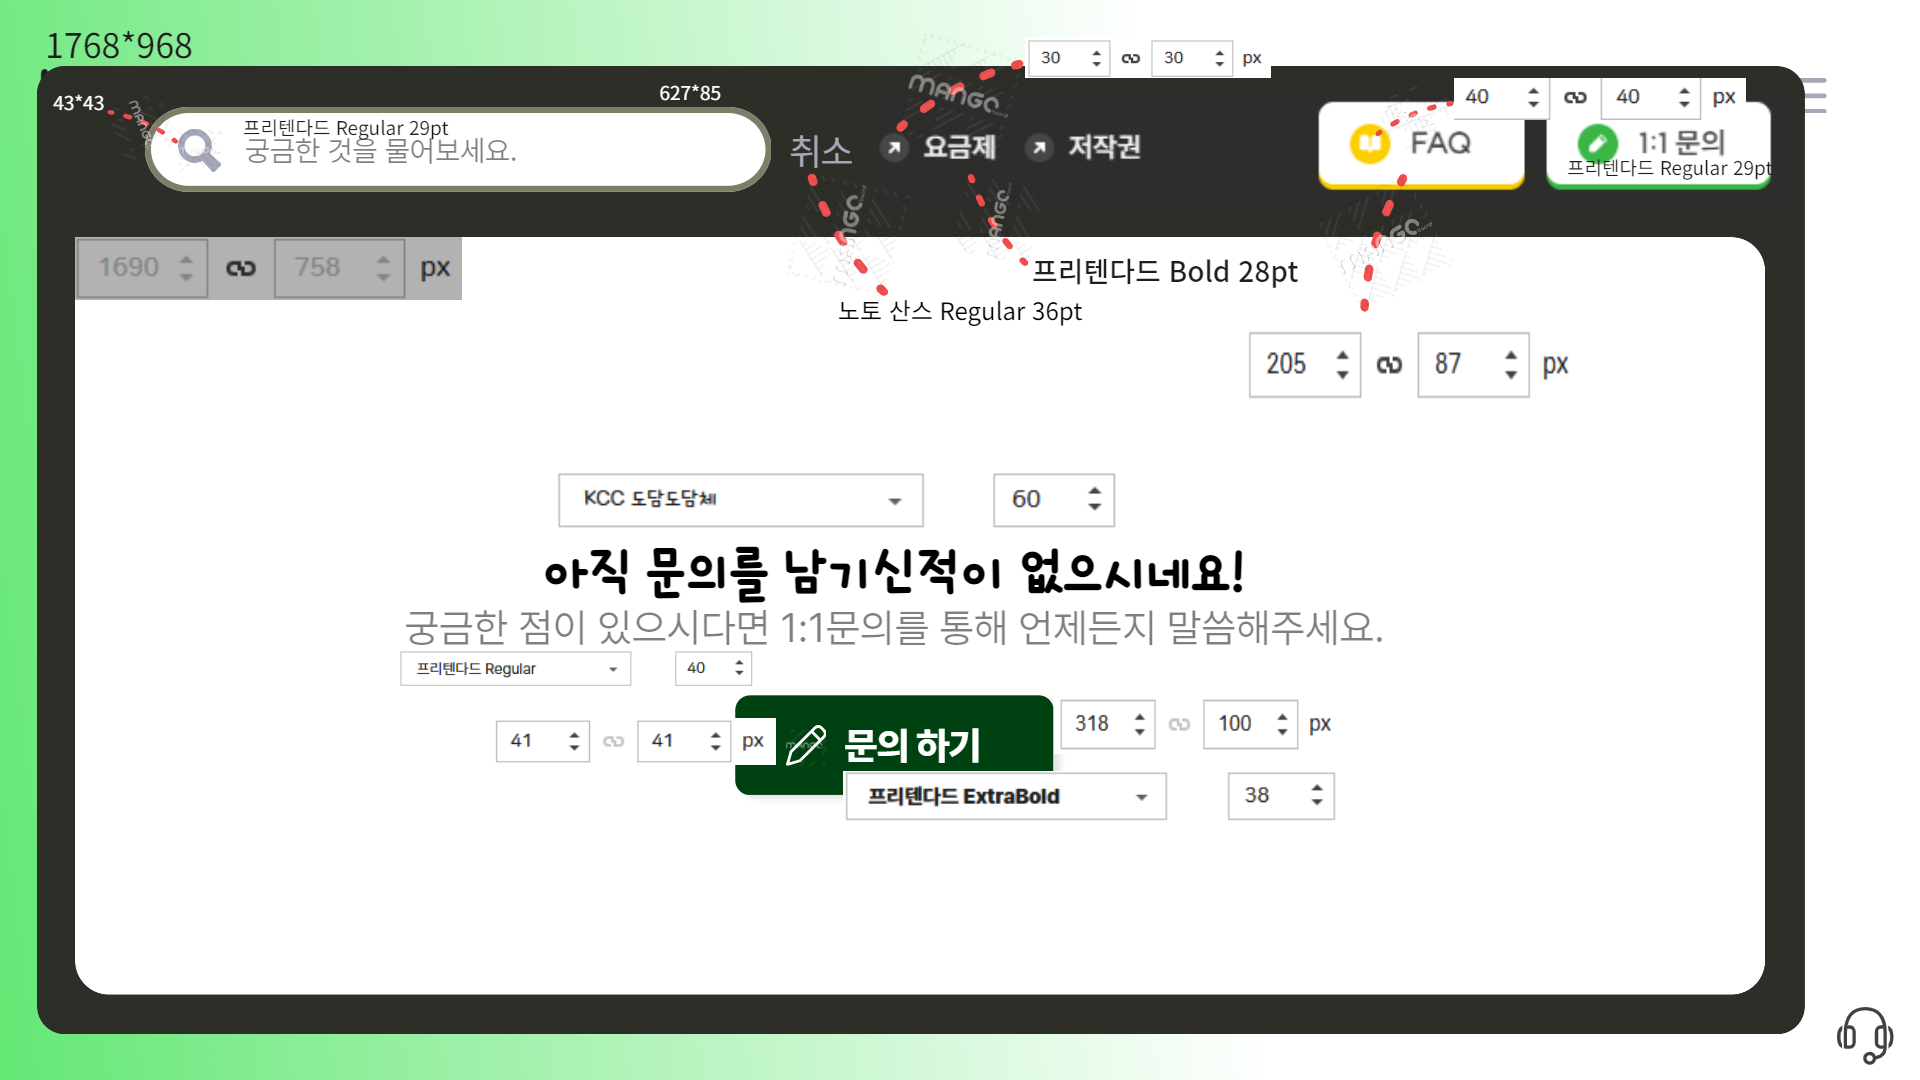 1768*968
30 30 px
43*43
627*85
40 40 px
mango
프리텐다드 Regular 29pt
궁금한 것을 물어보세요.
취소
요금제
저작권
FAQ
1:1 문의
프리텐다드 Regular 29pt
1690 758 px
프리텐다드 Bold 28pt
노토 산스 Regular 36pt
205 87 px
KCC 도담도담체 60
아직 문의를 남기신적이 없으시네요!
궁금한 점이 있으시다면 1:1문의를 통해 언제든지 말씀해주세요.
프리텐다드 Regular 40
41 41 px
문의 하기
318 100 px
프리텐다드 ExtraBold 38